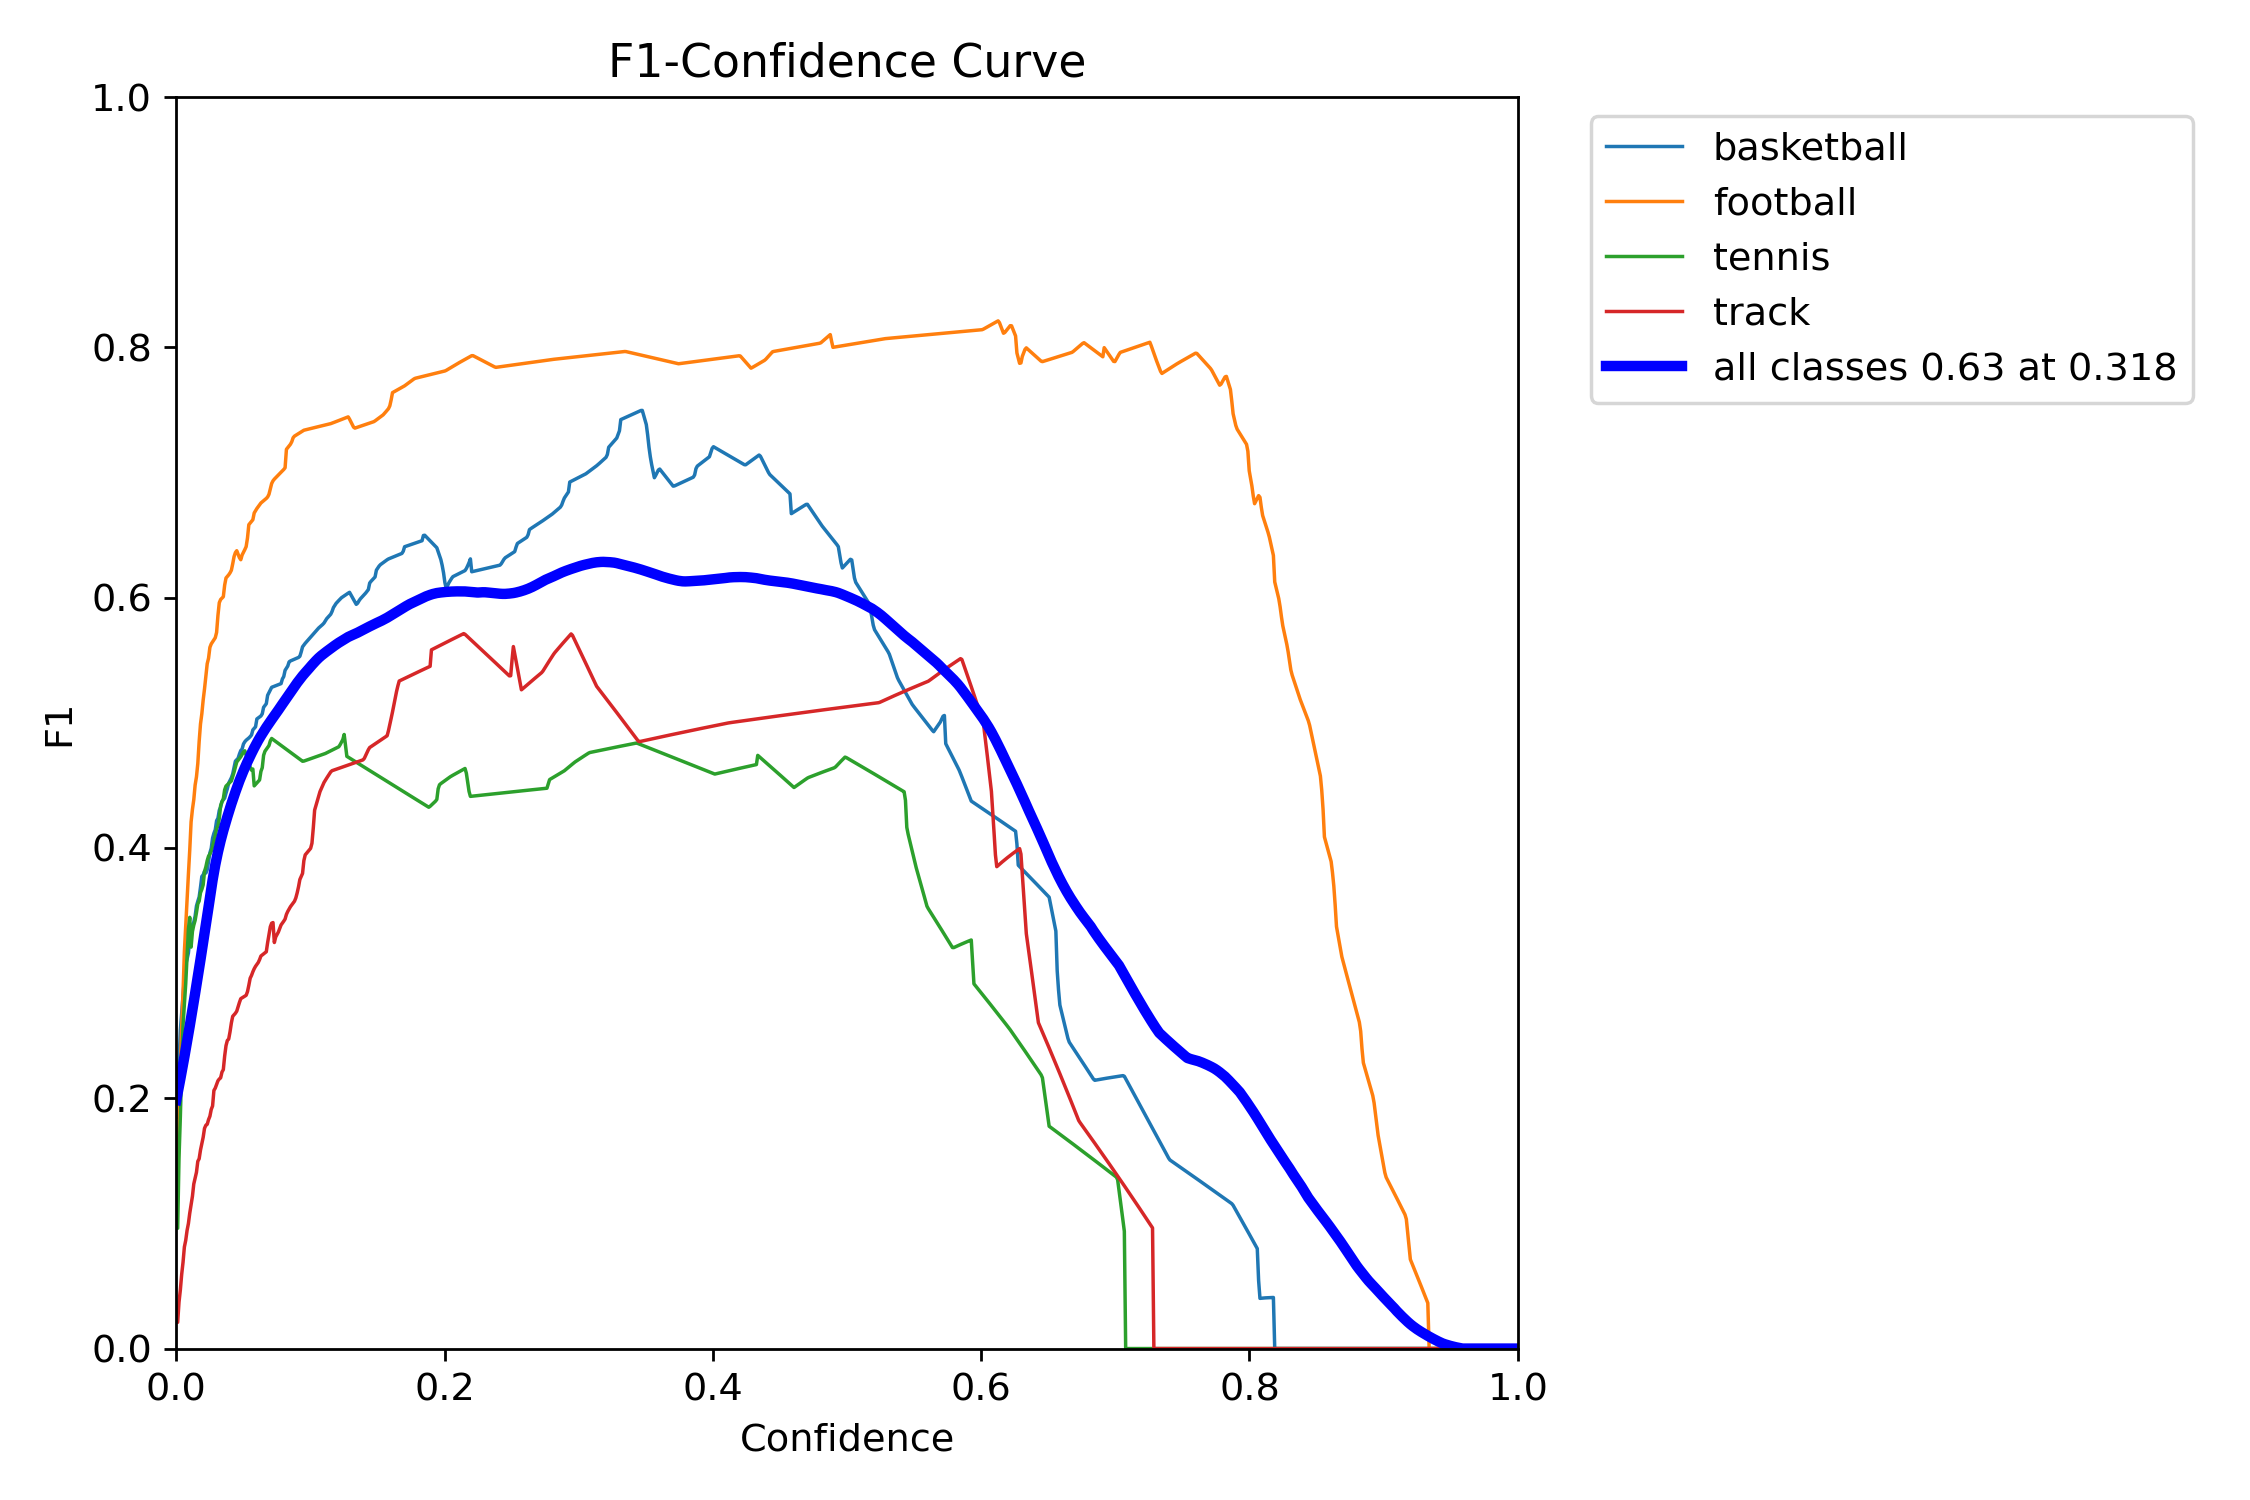 F1-Confidence Curve
1.0
0.8
0.6
0.4
0.2
0.0
F1
0.0 0.2 0.4 0.6 0.8 1.0
Confidence
basketball
football
tennis
track
all classes 0.63 at 0.318